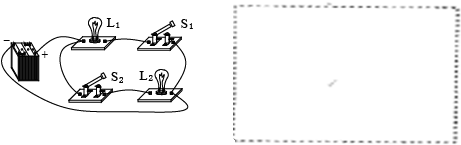 L₁ S₁
− +
S₂ L₂